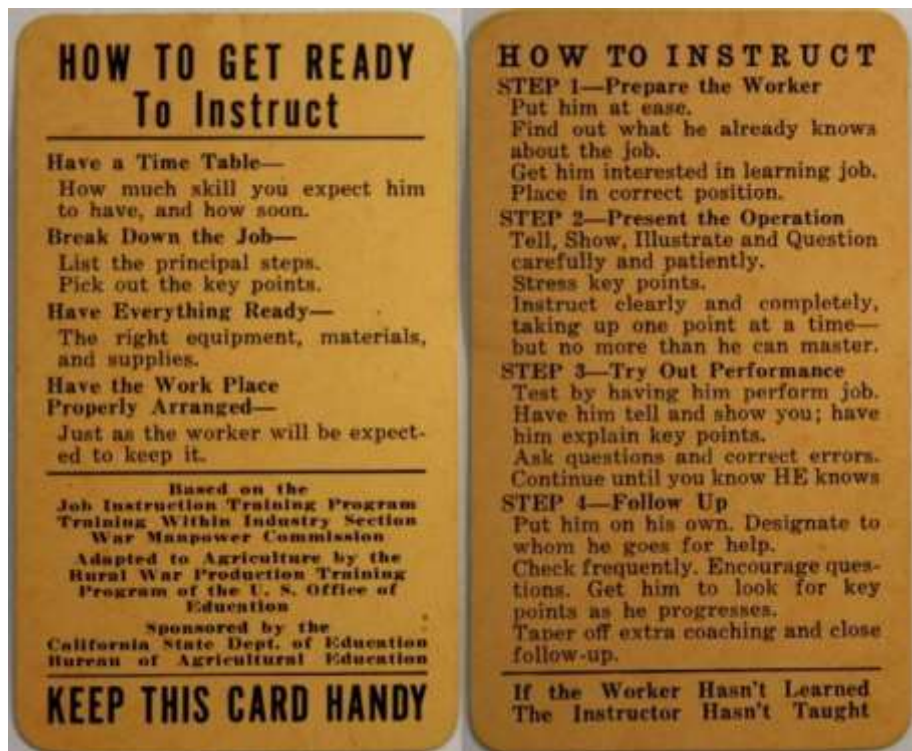 HOW TO GET READY
To Instruct
Have a Time Table—
How much skill you expect him
to have, and how soon.
Break Down the Job—
List the principal steps.
Pick out the key points.
Have Everything Ready—
The right equipment, materials,
and supplies.
Have the Work Place
Properly Arranged—
Just as the worker will be expect-
ed to keep it.
Based on the
Job Instruction Training Program
Training Within Industry Section
War Manpower Commission
Adapted to Agriculture by the
Rural War Production Training
Program of the U. S. Office of
Education
Sponsored by the
California State Dept. of Education
Bureau of Agricultural Education
KEEP THIS CARD HANDY
HOW TO INSTRUCT
STEP 1—Prepare the Worker
Put him at ease.
Find out what he already knows
about the job.
Get him interested in learning job.
Place in correct position.
STEP 2—Present the Operation
Tell, Show, Illustrate and Question
carefully and patiently.
Stress key points.
Instruct clearly and completely,
taking up one point at a time—
but no more than he can master.
STEP 3—Try Out Performance
Test by having him perform job.
Have him tell and show you; have
him explain key points.
Ask questions and correct errors.
Continue until you know HE knows
STEP 4—Follow Up
Put him on his own. Designate to
whom he goes for help.
Check frequently. Encourage ques-
tions. Get him to look for key
points as he progresses.
Taper off extra coaching and close
follow-up.
If the Worker Hasn't Learned
The Instructor Hasn't Taught